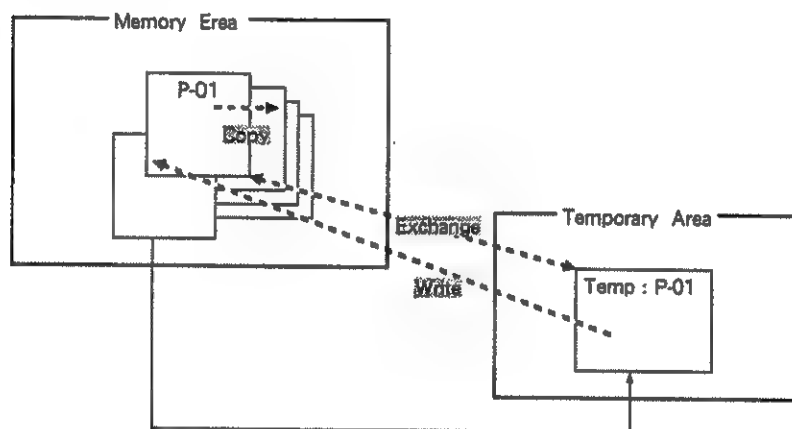 Memory Erea
P-01
Copy
Exchange
Temporary Area
Write
Temp : P-01